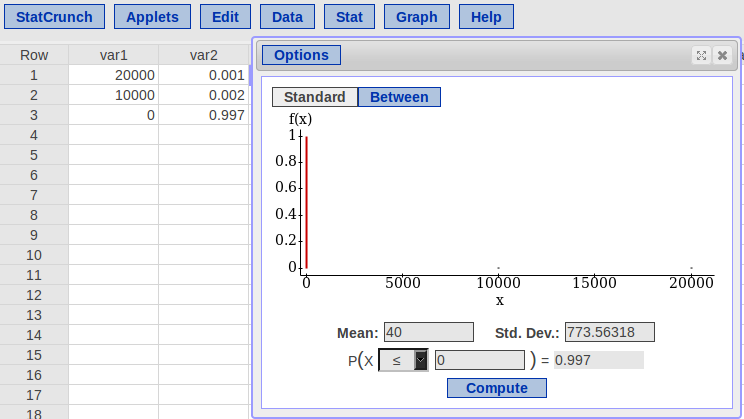 StatCrunch Applets Edit Data Stat Graph Help
Options
Row var1 var2
1 20000 0.001
2 10000 0.002
3 0 0.997
4
5
6
7
8
9
10
11
12
13
14
15
16
17
18
Standard Between
f(x)
1
0.8
0.6
0.4
0.2
0
0 5000 10000 15000 20000
x
Mean: 40 Std. Dev.: 773.56318
P(X ≤ 0 ) = 0.997
Compute